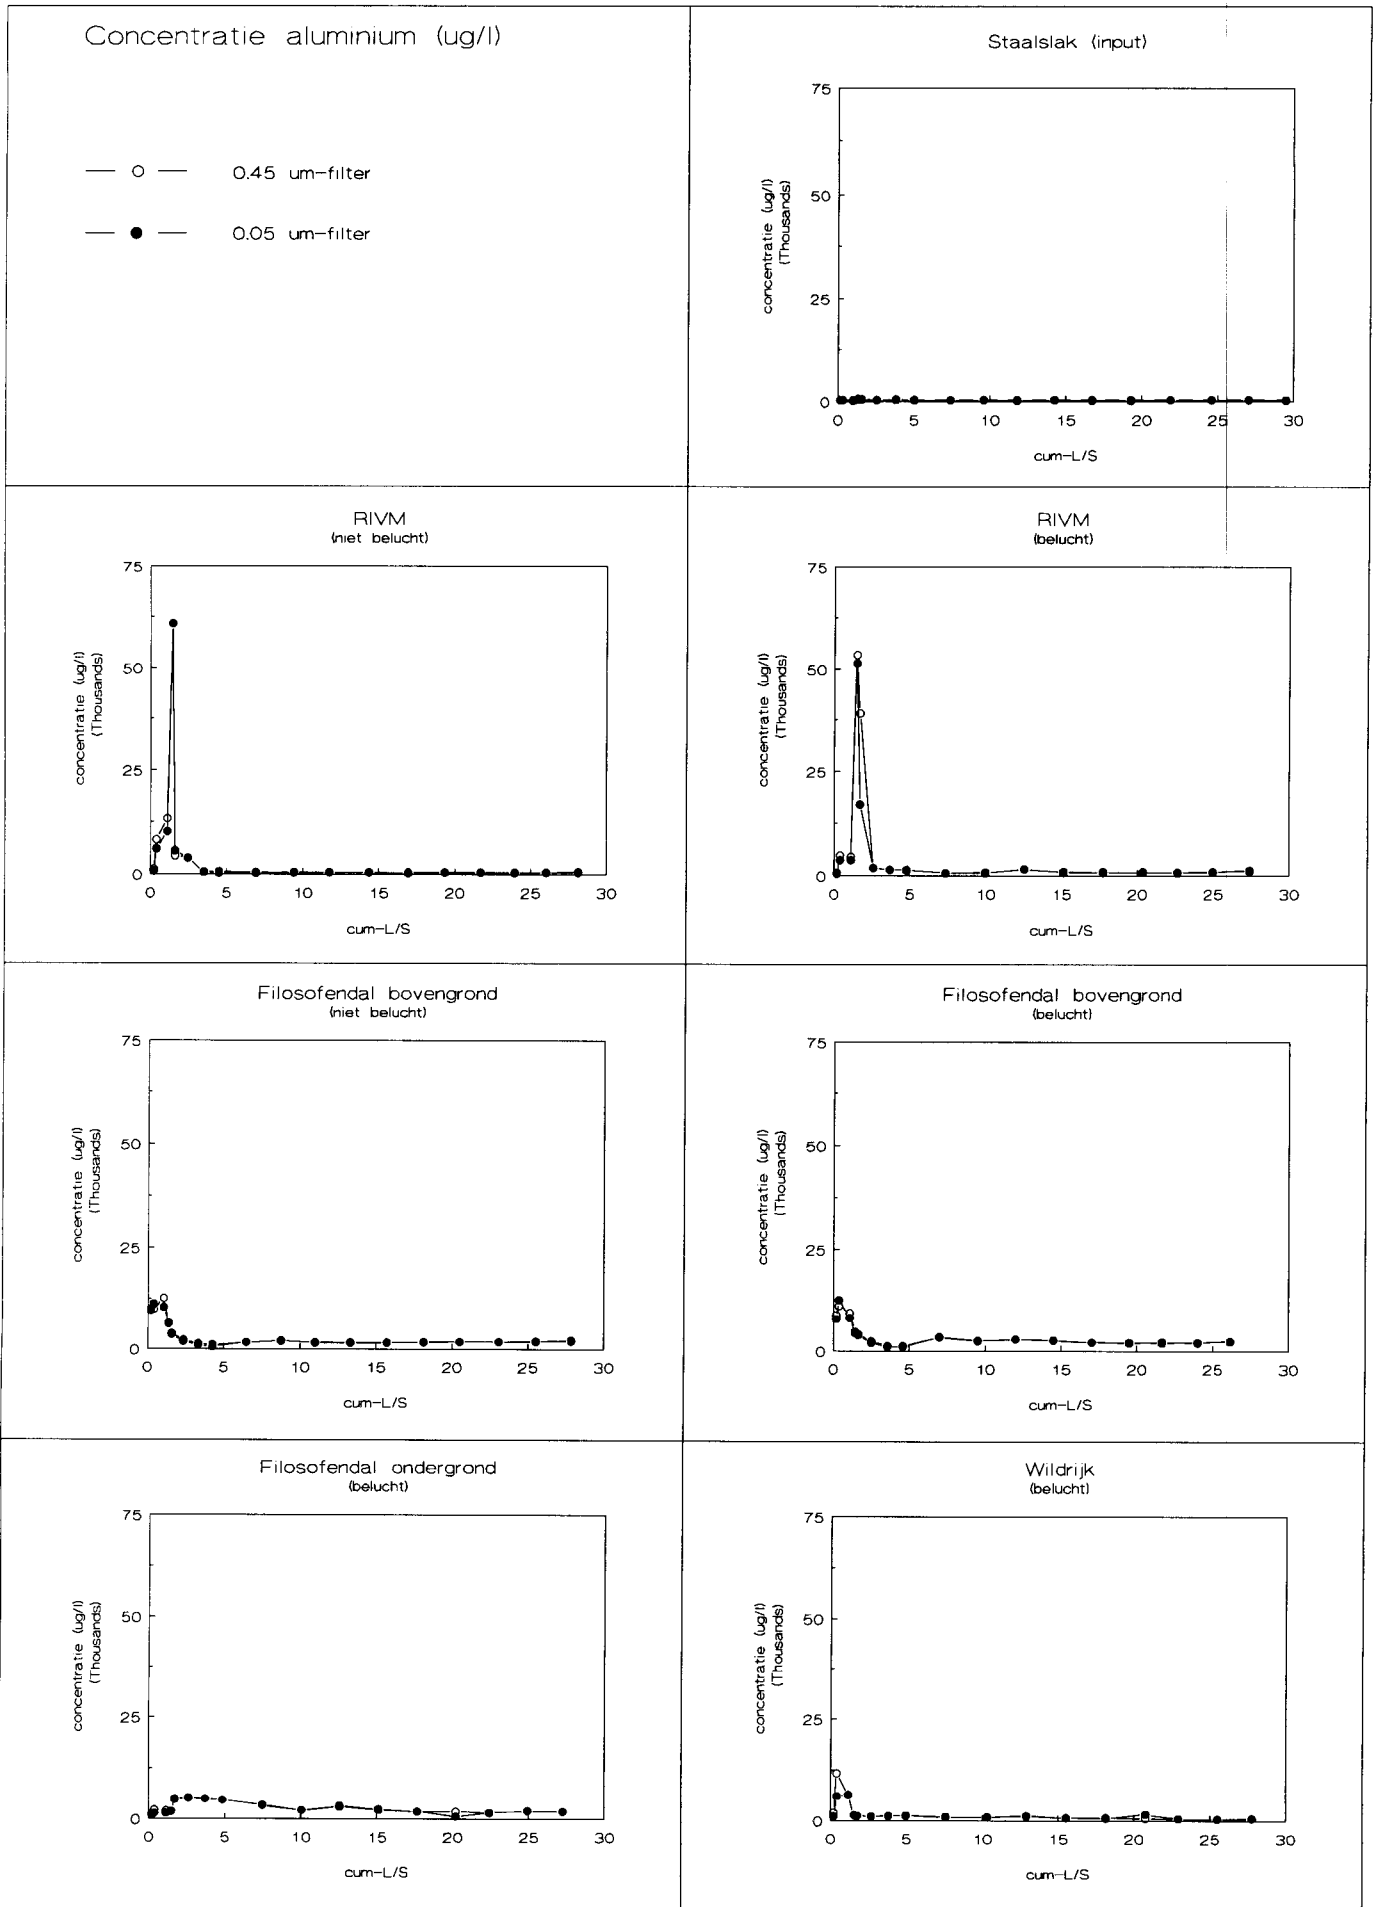 Concentratie aluminium (ug/l)
0.45 um-filter
0.05 um-filter
Staalslak (input)
75
50
25
0
concentratie (ug/l)
(Thousands)
0 5 10 15 20 25 30
cum-L/S
RIVM
(niet belucht)
75
50
25
0
concentratie (ug/l)
(Thousands)
0 5 10 15 20 25 30
cum-L/S
RIVM
(belucht)
75
50
25
0
concentratie (ug/l)
(Thousands)
0 5 10 15 20 25 30
cum-L/S
Filosofendal bovengrond
(niet belucht)
75
50
25
0
concentratie (ug/l)
(Thousands)
0 5 10 15 20 25 30
cum-L/S
Filosofendal bovengrond
(belucht)
75
50
25
0
concentratie (ug/l)
(Thousands)
0 5 10 15 20 25 30
cum-L/S
Filosofendal ondergrond
(belucht)
75
50
25
0
concentratie (ug/l)
(Thousands)
0 5 10 15 20 25 30
cum-L/S
Wildrijk
(belucht)
75
50
25
0
concentratie (ug/l)
(Thousands)
0 5 10 15 20 25 30
cum-L/S